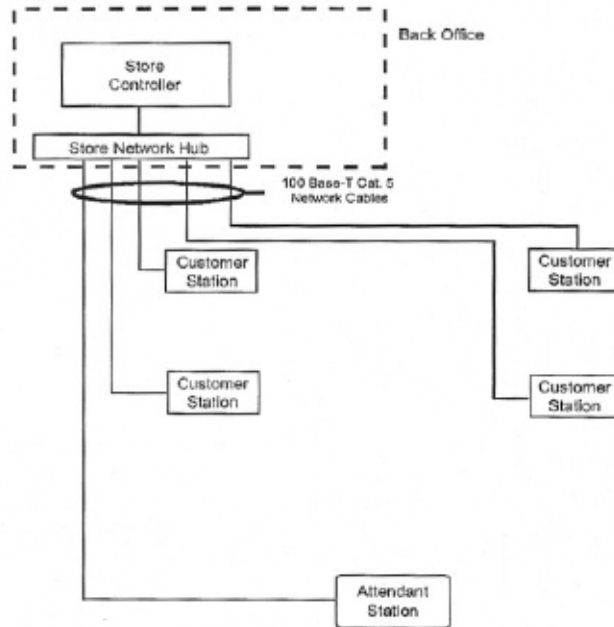 Back Office
Store
Controller
Store Network Hub
100 Base-T Cat. 5
Network Cables
Customer
Station
Customer
Station
Customer
Station
Customer
Station
Attendant
Station